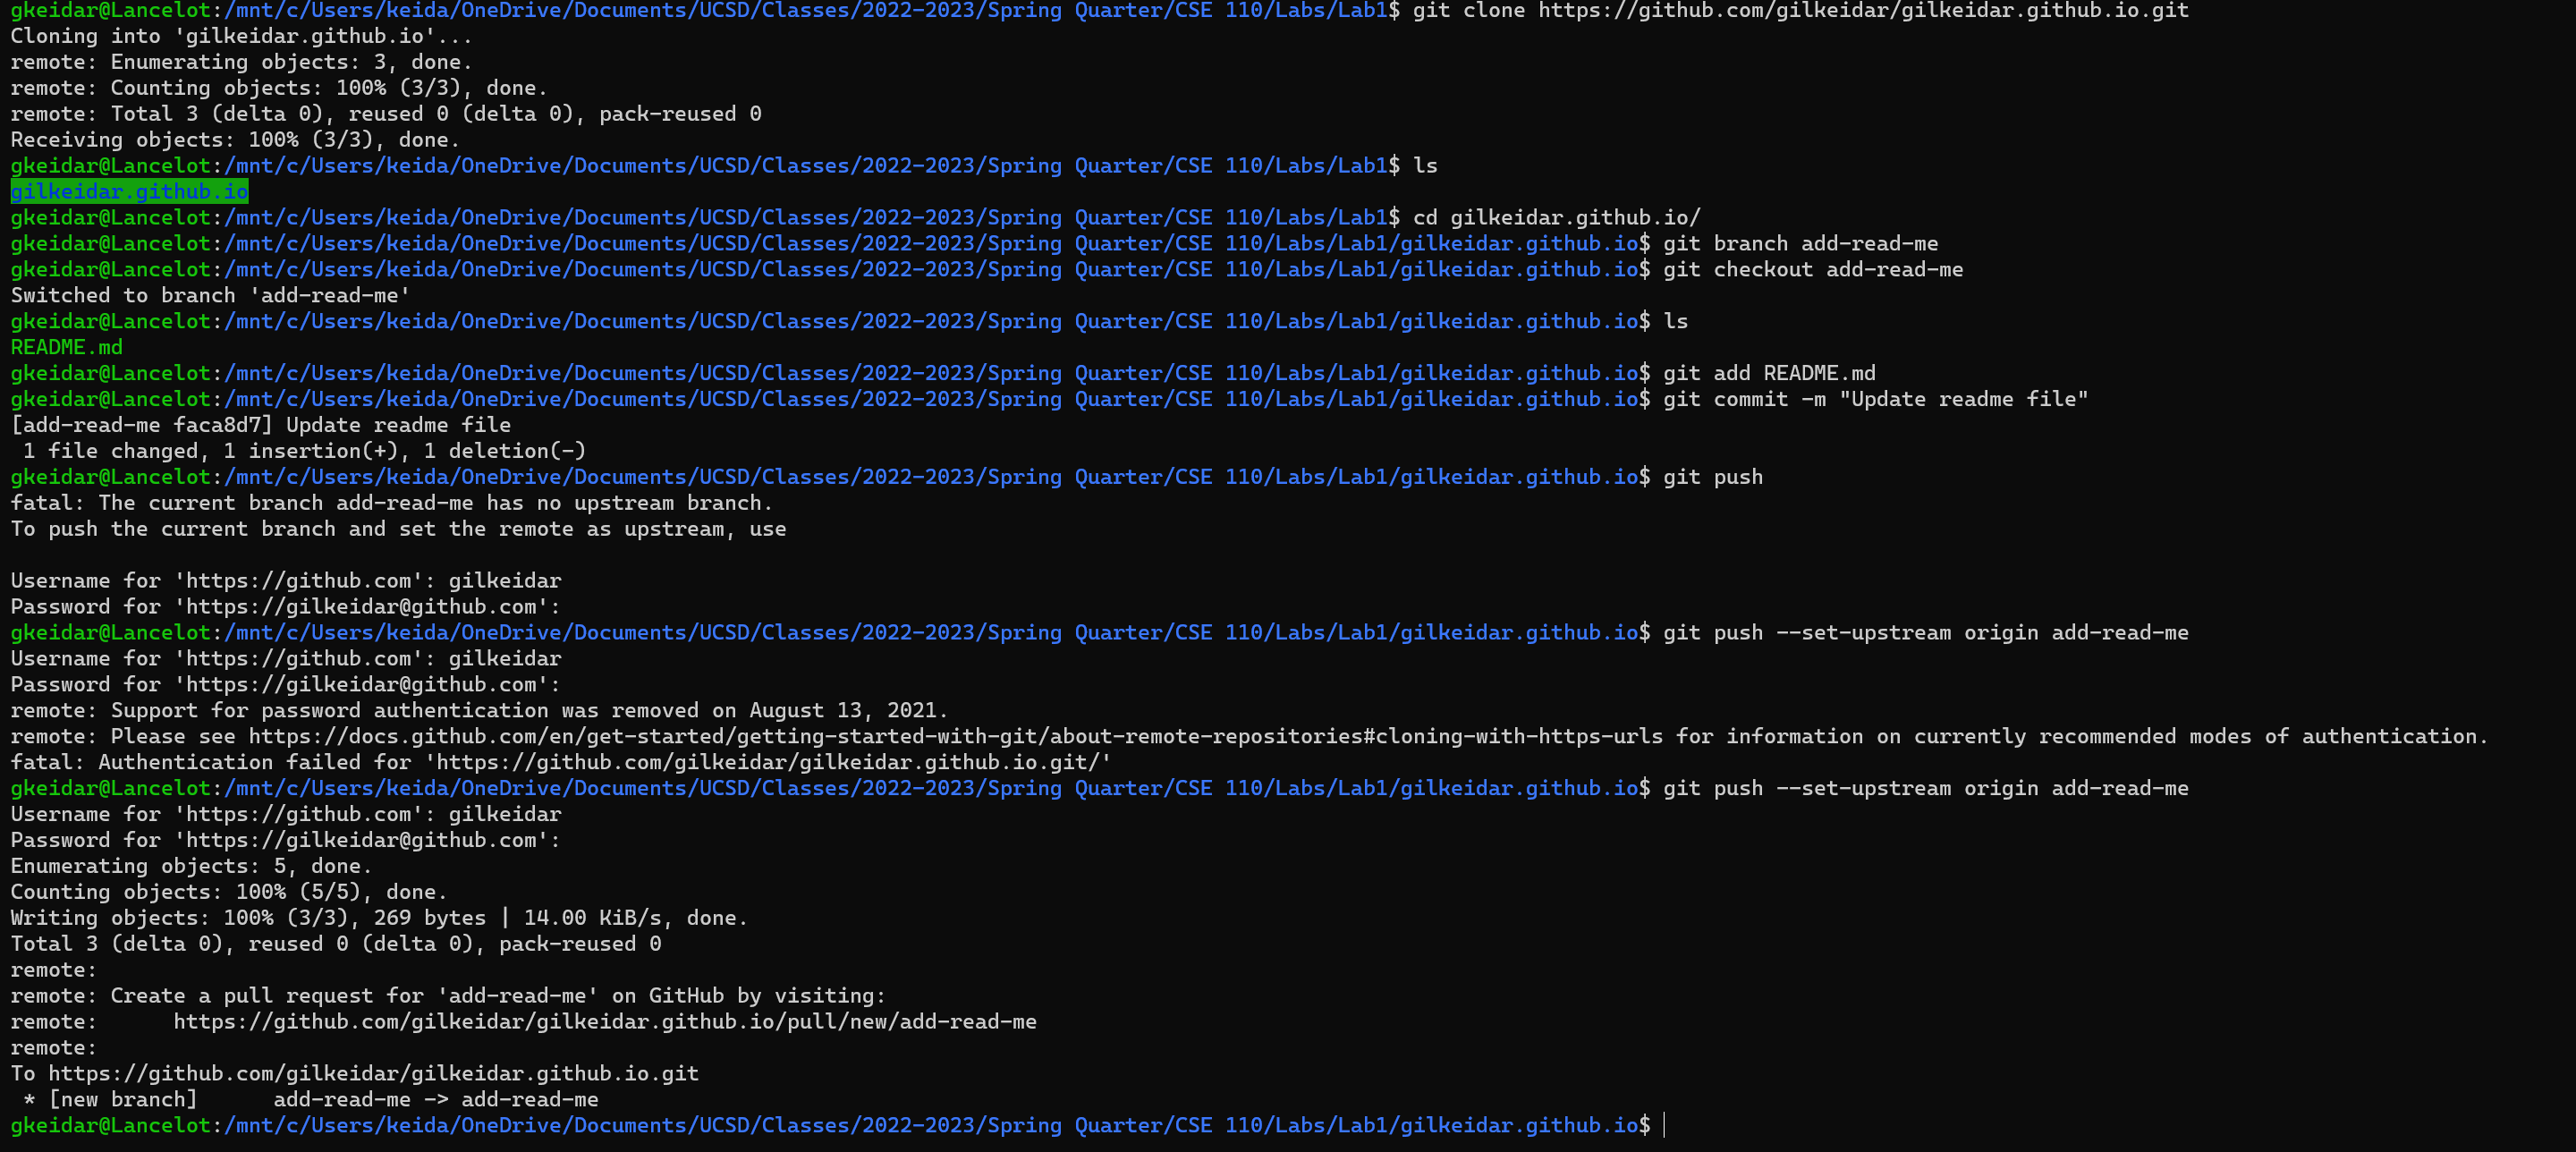 gkeidar@Lancelot:/mnt/c/Users/keida/OneDrive/Documents/UCSD/Classes/2022-2023/Spring Quarter/CSE 110/Labs/Lab1$ git clone https://github.com/gilkeidar/gilkeidar.github.io.git
Cloning into 'gilkeidar.github.io'...
remote: Enumerating objects: 3, done.
remote: Counting objects: 100% (3/3), done.
remote: Total 3 (delta 0), reused 0 (delta 0), pack-reused 0
Receiving objects: 100% (3/3), done.
gkeidar@Lancelot:/mnt/c/Users/keida/OneDrive/Documents/UCSD/Classes/2022-2023/Spring Quarter/CSE 110/Labs/Lab1$ ls
gilkeidar.github.io
gkeidar@Lancelot:/mnt/c/Users/keida/OneDrive/Documents/UCSD/Classes/2022-2023/Spring Quarter/CSE 110/Labs/Lab1$ cd gilkeidar.github.io/
gkeidar@Lancelot:/mnt/c/Users/keida/OneDrive/Documents/UCSD/Classes/2022-2023/Spring Quarter/CSE 110/Labs/Lab1/gilkeidar.github.io$ git branch add-read-me
gkeidar@Lancelot:/mnt/c/Users/keida/OneDrive/Documents/UCSD/Classes/2022-2023/Spring Quarter/CSE 110/Labs/Lab1/gilkeidar.github.io$ git checkout add-read-me
Switched to branch 'add-read-me'
gkeidar@Lancelot:/mnt/c/Users/keida/OneDrive/Documents/UCSD/Classes/2022-2023/Spring Quarter/CSE 110/Labs/Lab1/gilkeidar.github.io$ ls
README.md
gkeidar@Lancelot:/mnt/c/Users/keida/OneDrive/Documents/UCSD/Classes/2022-2023/Spring Quarter/CSE 110/Labs/Lab1/gilkeidar.github.io$ git add README.md
gkeidar@Lancelot:/mnt/c/Users/keida/OneDrive/Documents/UCSD/Classes/2022-2023/Spring Quarter/CSE 110/Labs/Lab1/gilkeidar.github.io$ git commit -m "Update readme file"
[add-read-me faca8d7] Update readme file
 1 file changed, 1 insertion(+), 1 deletion(-)
gkeidar@Lancelot:/mnt/c/Users/keida/OneDrive/Documents/UCSD/Classes/2022-2023/Spring Quarter/CSE 110/Labs/Lab1/gilkeidar.github.io$ git push
fatal: The current branch add-read-me has no upstream branch.
To push the current branch and set the remote as upstream, use
Username for 'https://github.com': gilkeidar
Password for 'https://gilkeidar@github.com':
gkeidar@Lancelot:/mnt/c/Users/keida/OneDrive/Documents/UCSD/Classes/2022-2023/Spring Quarter/CSE 110/Labs/Lab1/gilkeidar.github.io$ git push --set-upstream origin add-read-me
Username for 'https://github.com': gilkeidar
Password for 'https://gilkeidar@github.com':
remote: Support for password authentication was removed on August 13, 2021.
remote: Please see https://docs.github.com/en/get-started/getting-started-with-git/about-remote-repositories#cloning-with-https-urls for information on currently recommended modes of authentication.
fatal: Authentication failed for 'https://github.com/gilkeidar/gilkeidar.github.io.git/'
gkeidar@Lancelot:/mnt/c/Users/keida/OneDrive/Documents/UCSD/Classes/2022-2023/Spring Quarter/CSE 110/Labs/Lab1/gilkeidar.github.io$ git push --set-upstream origin add-read-me
Username for 'https://github.com': gilkeidar
Password for 'https://gilkeidar@github.com':
Enumerating objects: 5, done.
Counting objects: 100% (5/5), done.
Writing objects: 100% (3/3), 269 bytes | 14.00 KiB/s, done.
Total 3 (delta 0), reused 0 (delta 0), pack-reused 0
remote:
remote: Create a pull request for 'add-read-me' on GitHub by visiting:
remote:      https://github.com/gilkeidar/gilkeidar.github.io/pull/new/add-read-me
remote:
To https://github.com/gilkeidar/gilkeidar.github.io.git
 * [new branch]      add-read-me -> add-read-me
gkeidar@Lancelot:/mnt/c/Users/keida/OneDrive/Documents/UCSD/Classes/2022-2023/Spring Quarter/CSE 110/Labs/Lab1/gilkeidar.github.io$